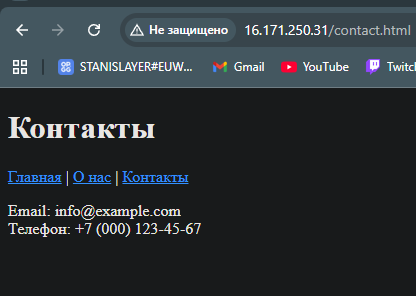 Не защищено
16.171.250.31/contact.html
STANISLAYER#EUW...
Gmail
YouTube
Twitch
Контакты
Главная | О нас | Контакты
Email: info@example.com
Телефон: +7 (000) 123-45-67